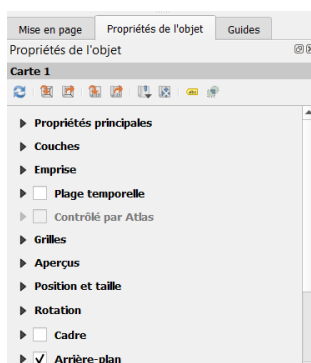 Mise en page Propriétés de l'objet Guides
Propriétés de l'objet
Carte 1
Propriétés principales
Couches
Emprise
Plage temporelle
Contrôlé par Atlas
Grilles
Aperçus
Position et taille
Rotation
Cadre
Arrière-plan